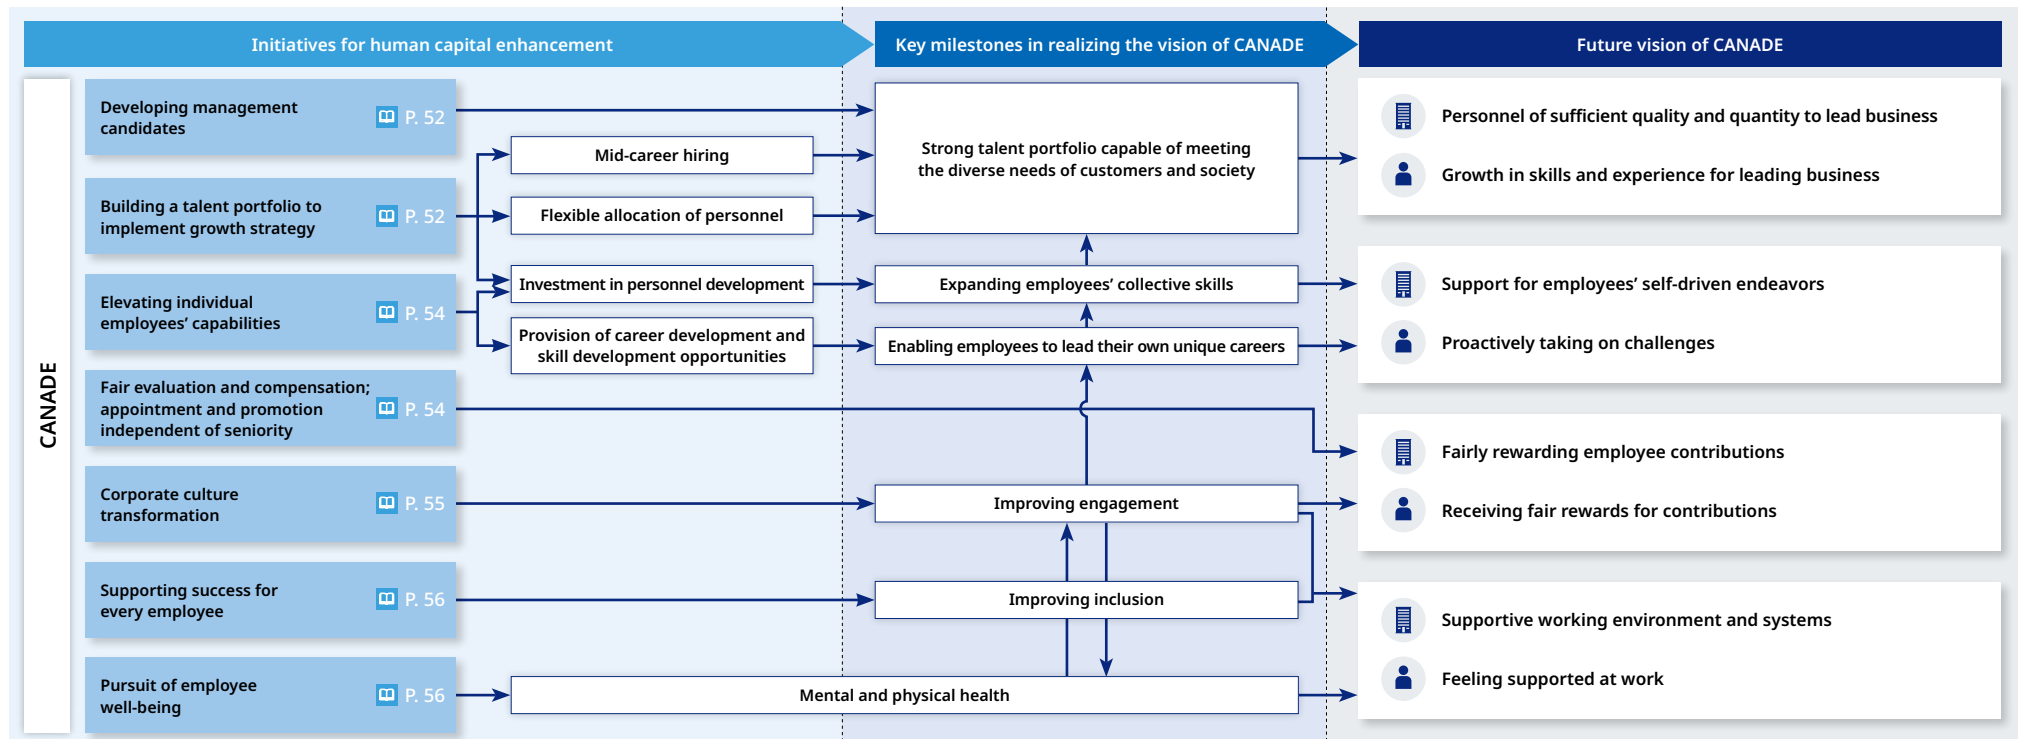 Initiatives for human capital enhancement
Key milestones in realizing the vision of CANADE
Future vision of CANADE
CANADE
Developing management
candidates
P. 52
Building a talent portfolio to
implement growth strategy
P. 52
Elevating individual
employees’ capabilities
P. 54
Fair evaluation and compensation;
appointment and promotion
independent of seniority
P. 54
Corporate culture
transformation
P. 55
Supporting success for
every employee
P. 56
Pursuit of employee
well-being
P. 56
Mid-career hiring
Flexible allocation of personnel
Investment in personnel development
Provision of career development and
skill development opportunities
Strong talent portfolio capable of meeting
the diverse needs of customers and society
Expanding employees’ collective skills
Enabling employees to lead their own unique careers
Improving engagement
Improving inclusion
Mental and physical health
Personnel of sufficient quality and quantity to lead business
Growth in skills and experience for leading business
Support for employees’ self-driven endeavors
Proactively taking on challenges
Fairly rewarding employee contributions
Receiving fair rewards for contributions
Supportive working environment and systems
Feeling supported at work